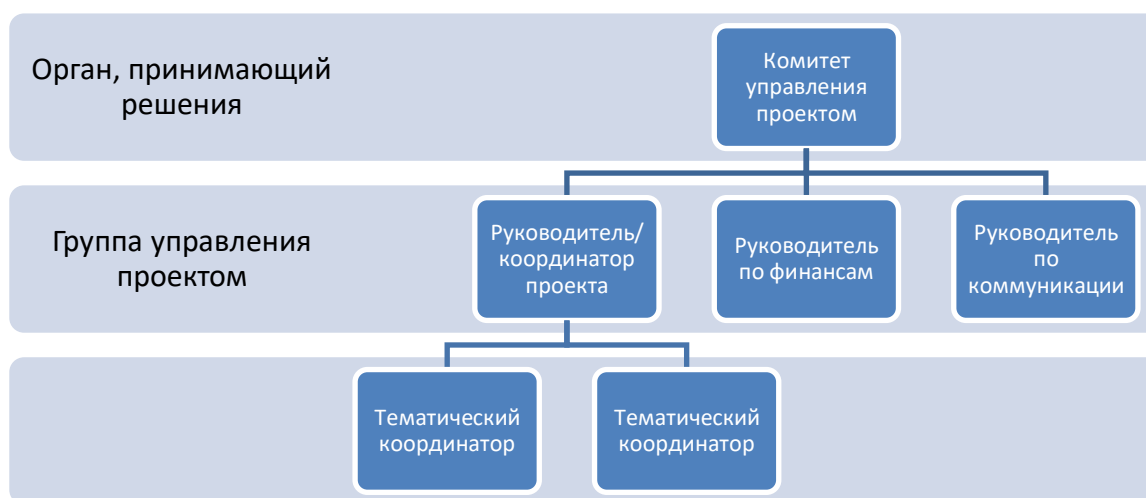 Орган, принимающий
решения
Комитет
управления
проектом
Группа управления
проектом
Руководитель/
координатор
проекта
Руководитель
по финансам
Руководитель
по
коммуникации
Тематический
координатор
Тематический
координатор